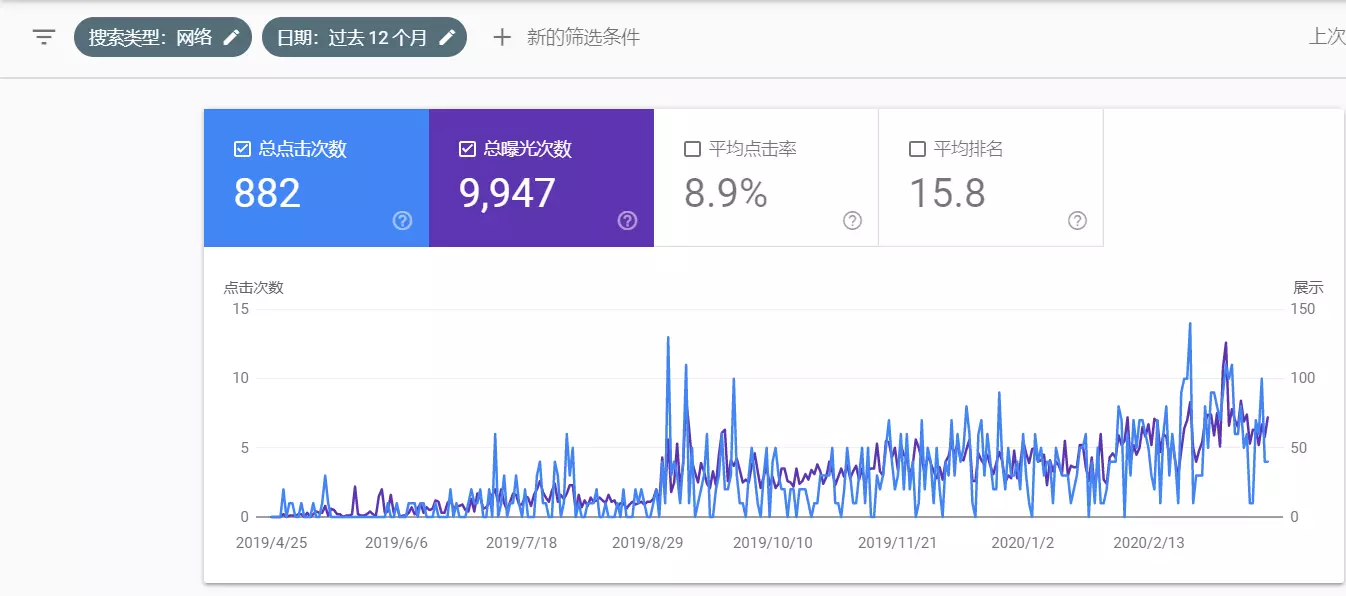 搜索类型：网络 日期：过去 12 个月 新的筛选条件 上次
总点击次数 总曝光次数 平均点击率 平均排名
882 9,947 8.9% 15.8
点击次数 展示
15 150
10 100
5 50
0 0
2019/4/25 2019/6/6 2019/7/18 2019/8/29 2019/10/10 2019/11/21 2020/1/2 2020/2/13